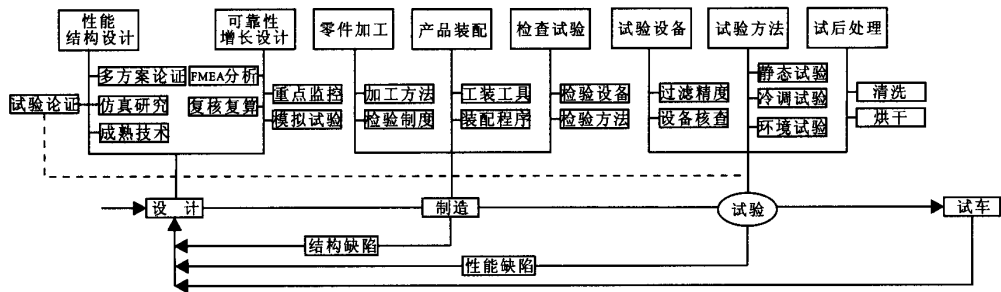 性能
结构设计
可靠性
增长设计
零件加工
产品装配
检查试验
试验设备
试验方法
试后处理
多方案论证
FMEA分析
静态试验
试验论证
仿真研究
复核复算
重点监控
加工方法
工装工具
检验设备
过滤精度
冷调试验
清洗
成熟技术
模拟试验
检验制度
装配程序
检验方法
设备核查
环境试验
烘干
设 计
制造
试验
试车
结构缺陷
性能缺陷